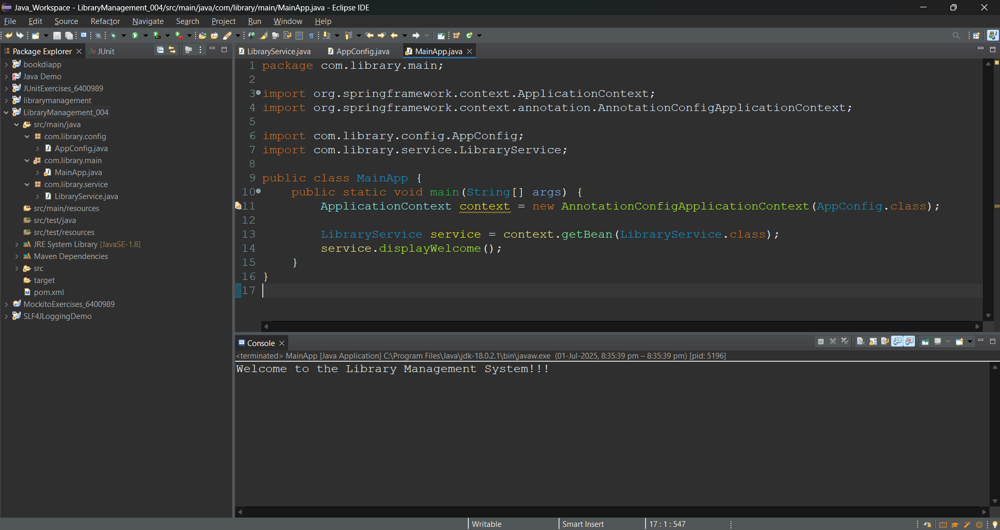 Java_Workspace - LibraryManagement_004/src/main/java/com/library/main/MainApp.java - Eclipse IDE
File Edit Source Refactor Navigate Search Project Run Window Help
Package Explorer JUnit
bookdiapp
Java Demo
JUnitExercises_6400989
librarymanagement
LibraryManagement_004
src/main/java
com.library.config
AppConfig.java
com.library.main
MainApp.java
com.library.service
LibraryService.java
src/main/resources
src/test/java
src/test/resources
JRE System Library [JavaSE-1.8]
Maven Dependencies
src
target
pom.xml
MockitoExercises_6400989
SLF4JLoggingDemo
LibraryService.java AppConfig.java MainApp.java
1 package com.library.main;
2
3 import org.springframework.context.ApplicationContext;
4 import org.springframework.context.annotation.AnnotationConfigApplicationContext;
5
6 import com.library.config.AppConfig;
7 import com.library.service.LibraryService;
8
9 public class MainApp {
10 public static void main(String[] args) {
11 ApplicationContext context = new AnnotationConfigApplicationContext(AppConfig.class);
12
13 LibraryService service = context.getBean(LibraryService.class);
14 service.displayWelcome();
15 }
16 }
17
Console
<terminated> MainApp [Java Application] C:\Program Files\Java\jdk-18.0.2.1\bin\javaw.exe (01-Jul-2025, 8:35:39 pm – 8:35:39 pm) [pid: 5196]
Welcome to the Library Management System!!!
Writable Smart Insert 17 : 1 : 547